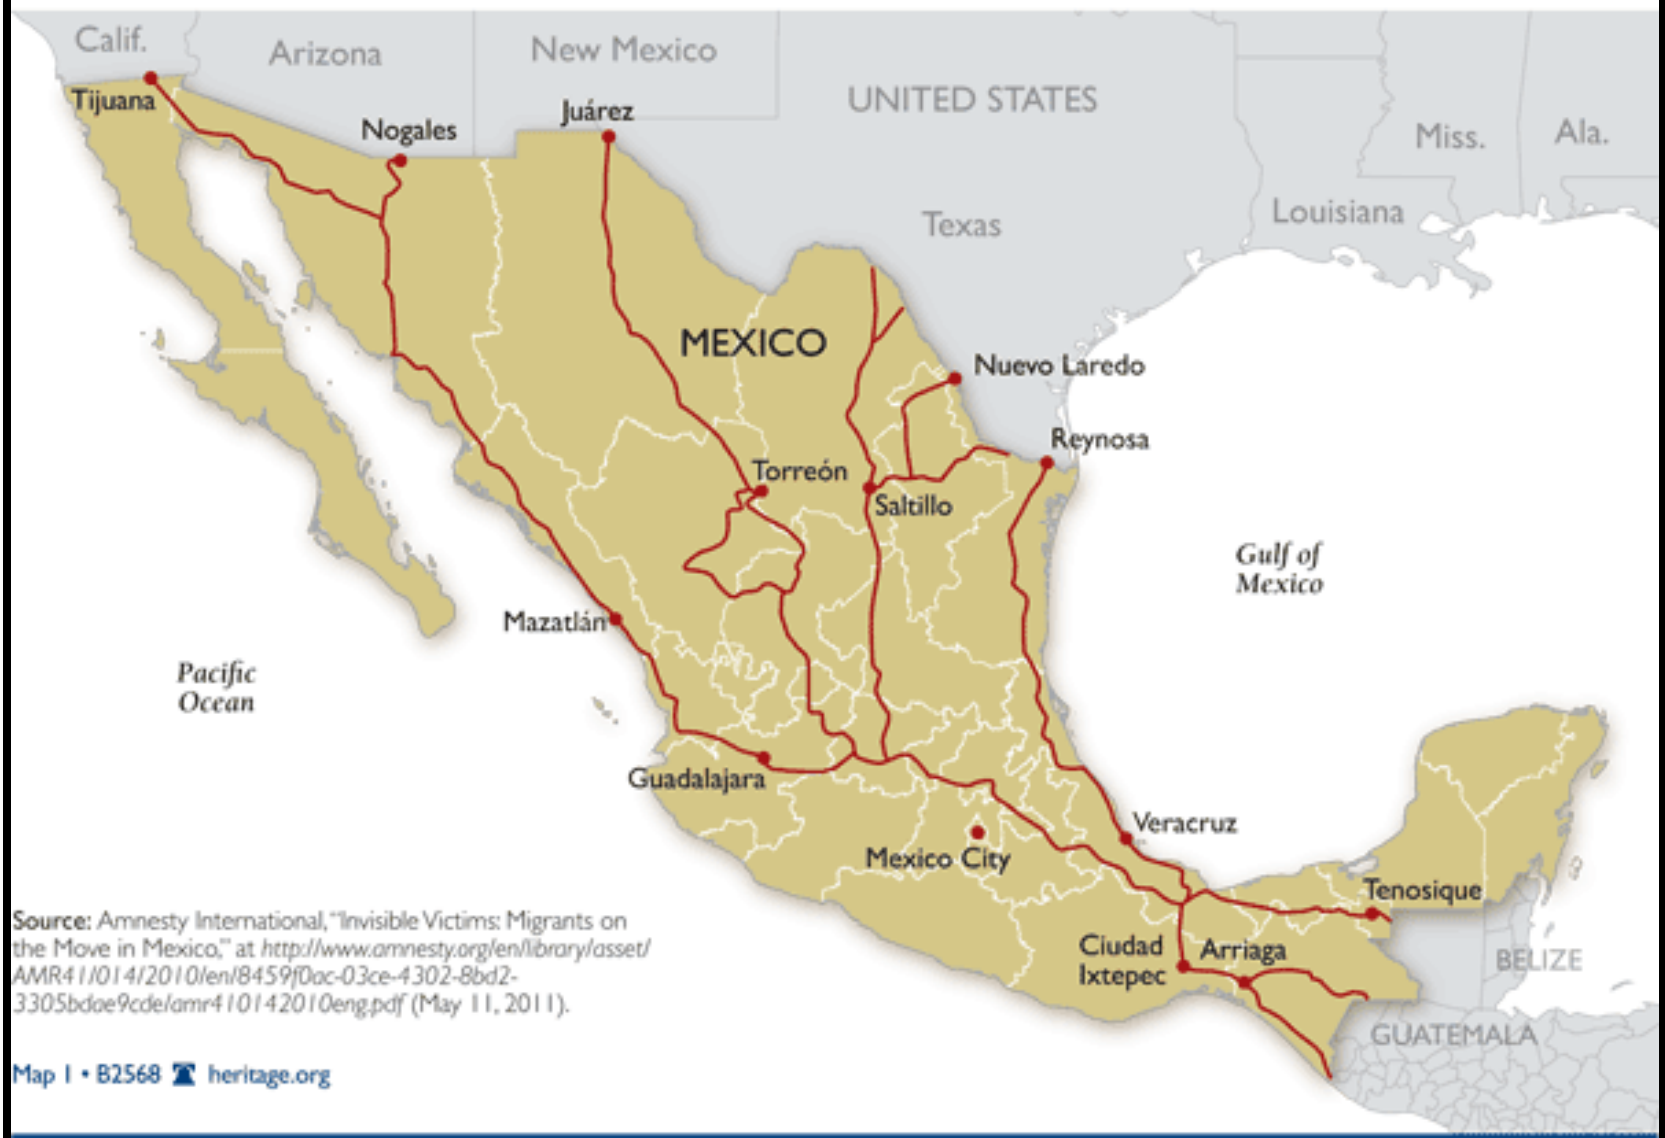 Calif.
Arizona
New Mexico
UNITED STATES
Miss.
Ala.
Louisiana
Texas
Tijuana
Nogales
Juárez
MEXICO
Nuevo Laredo
Reynosa
Torreón
Saltillo
Gulf of
Mexico
Mazatlán
Pacific
Ocean
Guadalajara
Mexico City
Veracruz
Tenosique
Ciudad
Ixtepec
Arriaga
BELIZE
GUATEMALA
Source: Amnesty International, “Invisible Victims: Migrants on
the Move in Mexico,” at http://www.amnesty.org/en/library/asset/
AMR41/014/2010/en/8459f0ac-03ce-4302-8bd2-
3305bdae9cde/amr410142010eng.pdf (May 11, 2011).
Map 1 • B2568 heritage.org